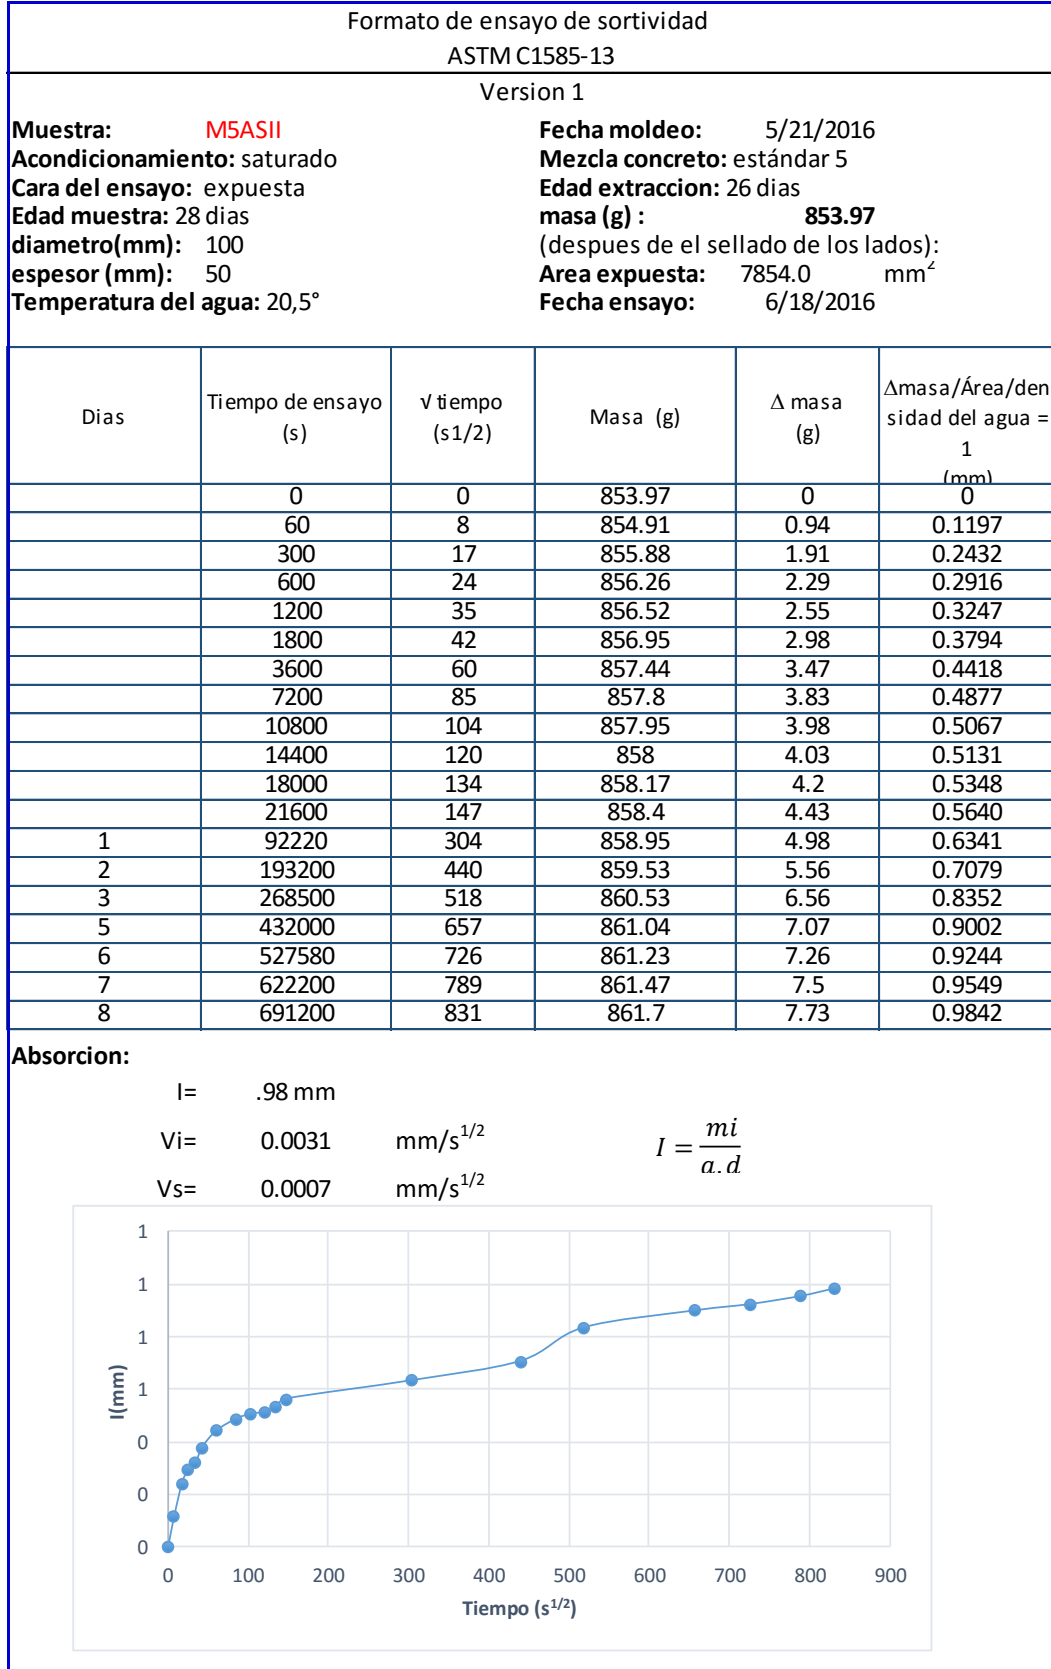 Formato de ensayo de sortividad
ASTM C1585-13
Version 1
Muestra: M5ASII Fecha moldeo: 5/21/2016
Acondicionamiento: saturado Mezcla concreto: estándar 5
Cara del ensayo: expuesta Edad extraccion: 26 dias
Edad muestra: 28 dias masa (g) : 853.97
diametro(mm): 100 (despues de el sellado de los lados):
espesor (mm): 50 Area expuesta: 7854.0 mm²
Temperatura del agua: 20,5° Fecha ensayo: 6/18/2016
Dias Tiempo de ensayo (s) √ tiempo (s1/2) Masa (g) Δ masa (g) Δmasa/Área/densidad del agua = 1 (mm)
0 0 853.97 0 0
60 8 854.91 0.94 0.1197
300 17 855.88 1.91 0.2432
600 24 856.26 2.29 0.2916
1200 35 856.52 2.55 0.3247
1800 42 856.95 2.98 0.3794
3600 60 857.44 3.47 0.4418
7200 85 857.8 3.83 0.4877
10800 104 857.95 3.98 0.5067
14400 120 858 4.03 0.5131
18000 134 858.17 4.2 0.5348
21600 147 858.4 4.43 0.5640
1 92220 304 858.95 4.98 0.6341
2 193200 440 859.53 5.56 0.7079
3 268500 518 860.53 6.56 0.8352
5 432000 657 861.04 7.07 0.9002
6 527580 726 861.23 7.26 0.9244
7 622200 789 861.47 7.5 0.9549
8 691200 831 861.7 7.73 0.9842
Absorcion:
I= .98 mm
Vi= 0.0031 mm/s^1/2
I = mi / a.d
Vs= 0.0007 mm/s^1/2
1
1
1
1
0
0
0
I(mm)
0 100 200 300 400 500 600 700 800 900
Tiempo (s^1/2)